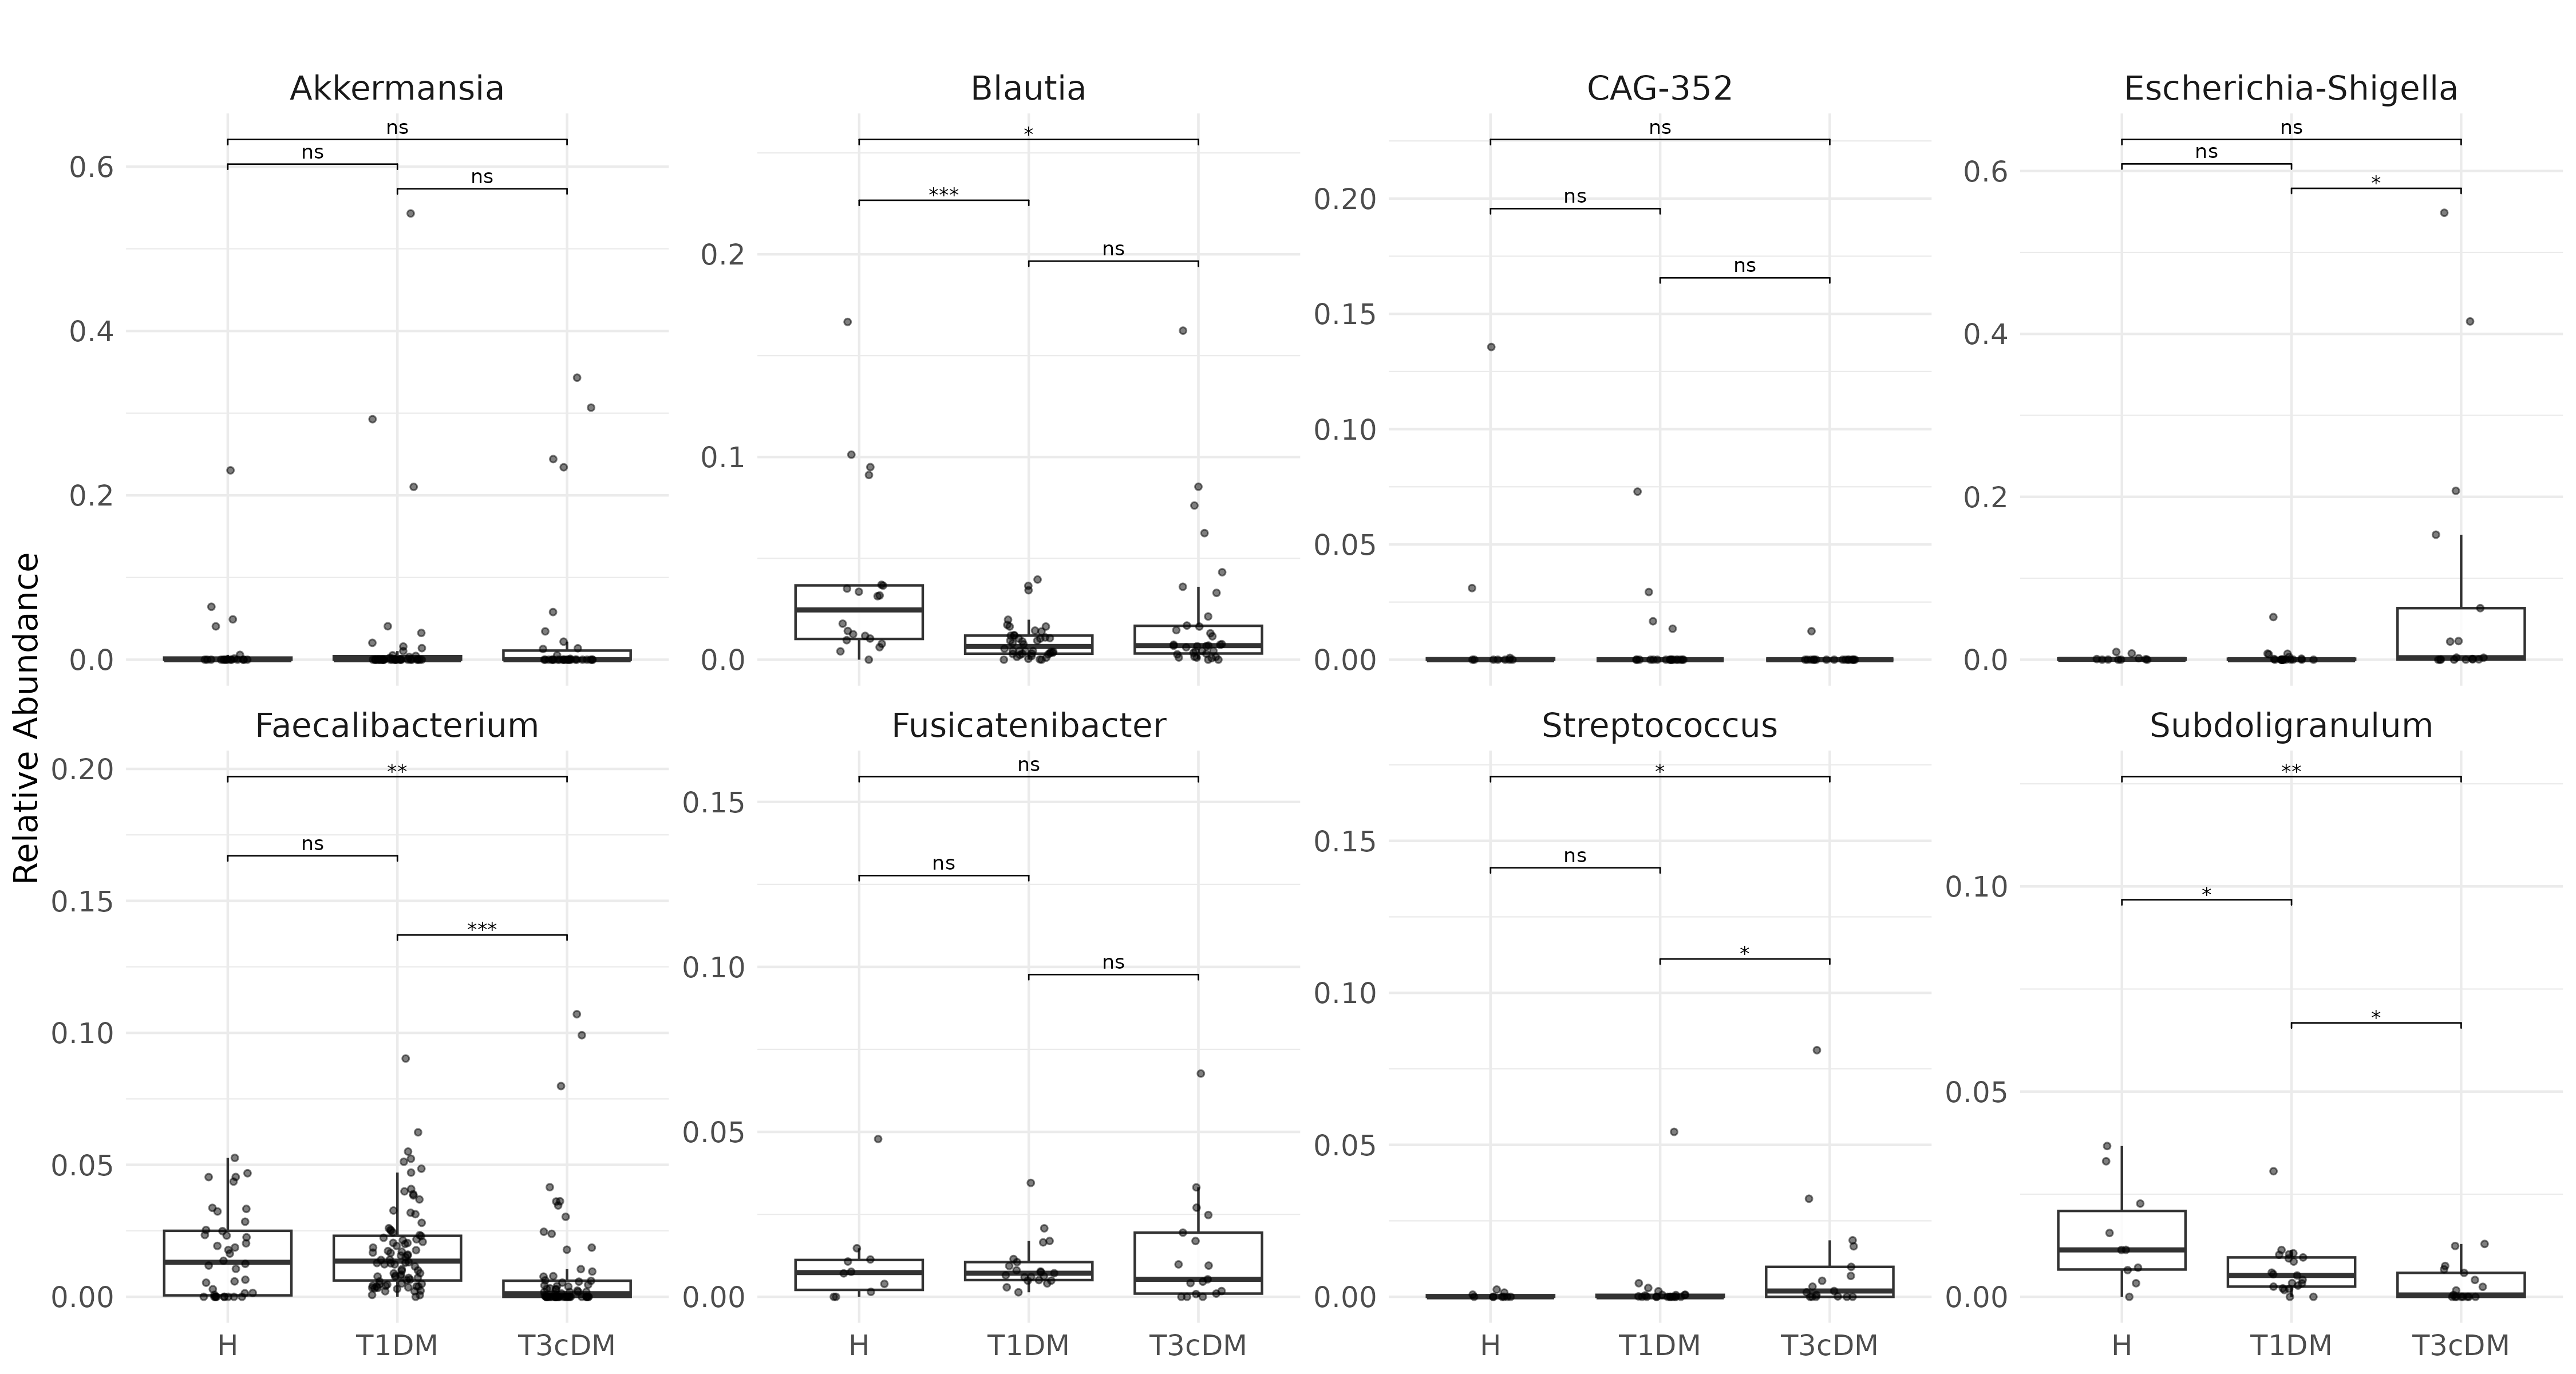 Relative Abundance
Akkermansia
ns
ns
ns
0.6
0.4
0.2
0.0
Blautia
*
***
ns
0.2
0.1
0.0
CAG-352
ns
ns
ns
0.20
0.15
0.10
0.05
0.00
Escherichia-Shigella
ns
ns
*
0.6
0.4
0.2
0.0
Faecalibacterium
**
ns
***
0.20
0.15
0.10
0.05
0.00
H T1DM T3cDM
Fusicatenibacter
ns
ns
ns
0.15
0.10
0.05
0.00
H T1DM T3cDM
Streptococcus
*
ns
*
0.15
0.10
0.05
0.00
H T1DM T3cDM
Subdoligranulum
**
*
*
0.10
0.05
0.00
H T1DM T3cDM